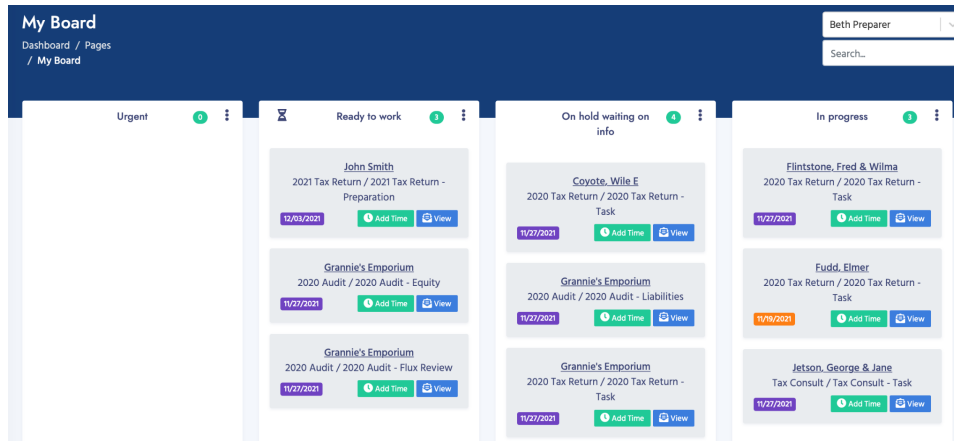 My Board
Dashboard / Pages
/ My Board
Beth Preparer
Search...
Urgent 0
Ready to work 3
John Smith
2021 Tax Return / 2021 Tax Return -
Preparation
12/03/2021 Add Time View
Grannie's Emporium
2020 Audit / 2020 Audit - Equity
11/27/2021 Add Time View
Grannie's Emporium
2020 Audit / 2020 Audit - Flux Review
11/27/2021 Add Time View
On hold waiting on 4
info
Coyote, Wile E
2020 Tax Return / 2020 Tax Return -
Task
11/27/2021 Add Time View
Grannie's Emporium
2020 Audit / 2020 Audit - Liabilities
11/27/2021 Add Time View
Grannie's Emporium
2020 Tax Return / 2020 Tax Return -
Task
11/27/2021 Add Time View
In progress 3
Flintstone, Fred & Wilma
2020 Tax Return / 2020 Tax Return -
Task
11/27/2021 Add Time View
Fudd, Elmer
2020 Tax Return / 2020 Tax Return -
Task
11/19/2021 Add Time View
Jetson, George & Jane
Tax Consult / Tax Consult - Task
11/27/2021 Add Time View